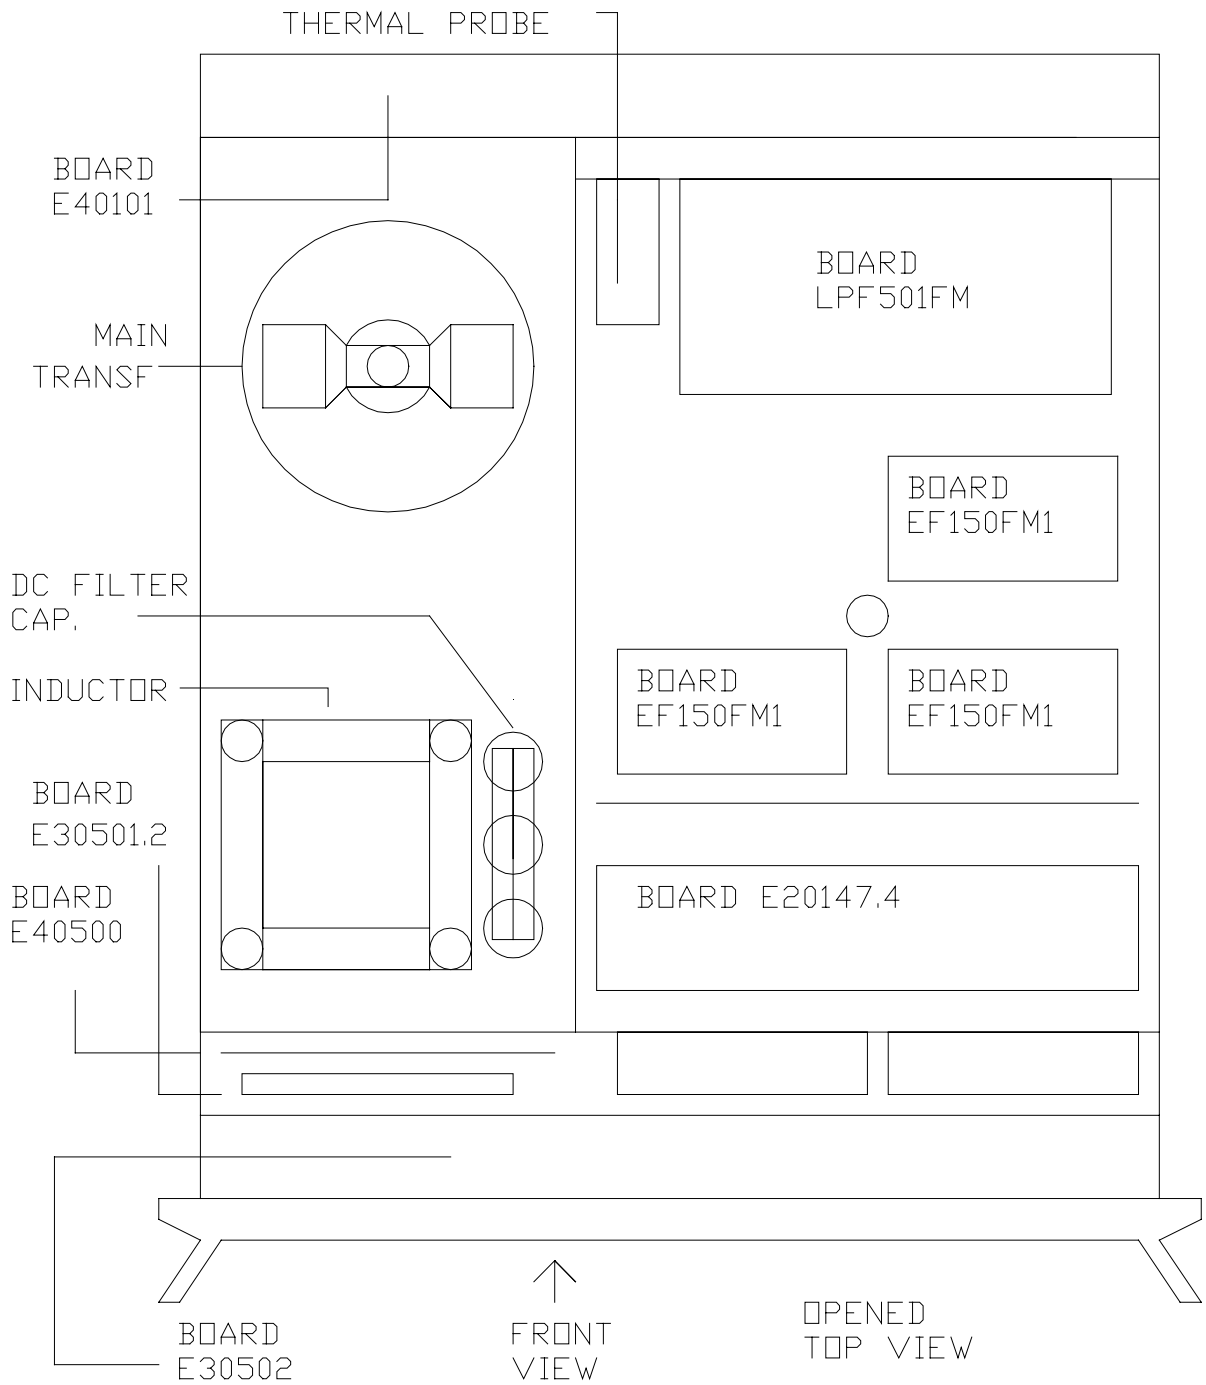 THERMAL PROBE
BOARD
E40101
BOARD
LPF501FM
MAIN
TRANSF
BOARD
EF150FM1
DC FILTER
CAP.
INDUCTOR
BOARD
EF150FM1
BOARD
EF150FM1
BOARD
E30501.2
BOARD
E40500
BOARD E20147.4
BOARD
E30502
FRONT
VIEW
OPENED
TOP VIEW